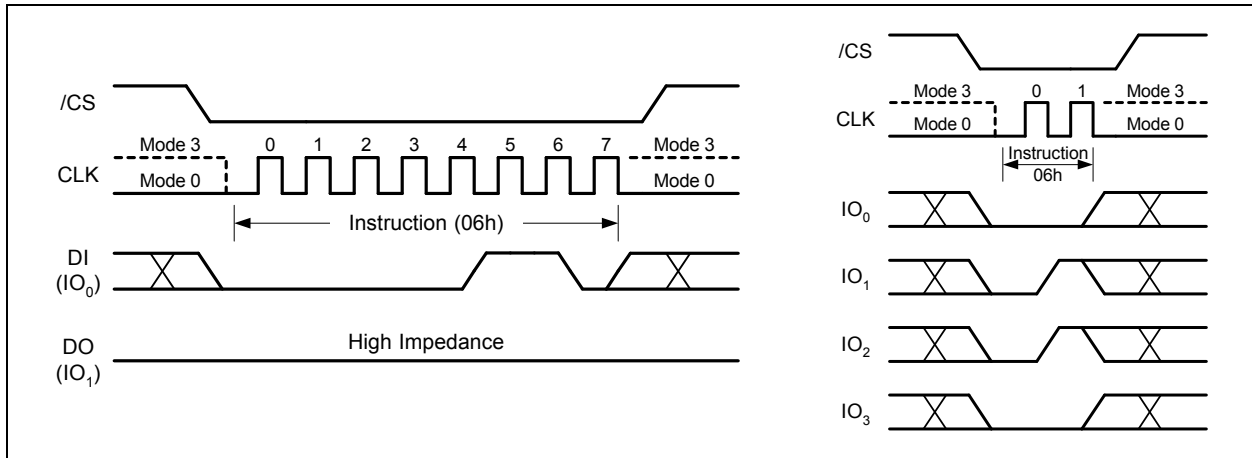 /CS
Mode 3 0 1 2 3 4 5 6 7 Mode 3
CLK Mode 0 Mode 0
Instruction (06h)
DI
(IO0)
High Impedance
DO
(IO1)
/CS
Mode 3 0 1 Mode 3
CLK Mode 0 Mode 0
Instruction
06h
IO0
IO1
IO2
IO3